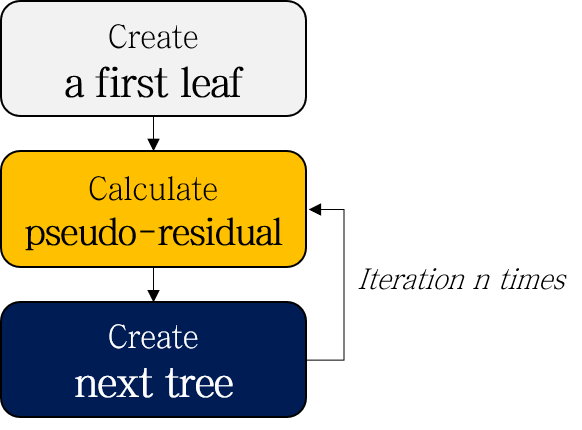 Create
a first leaf
Calculate
pseudo-residual
Iteration n times
Create
next tree